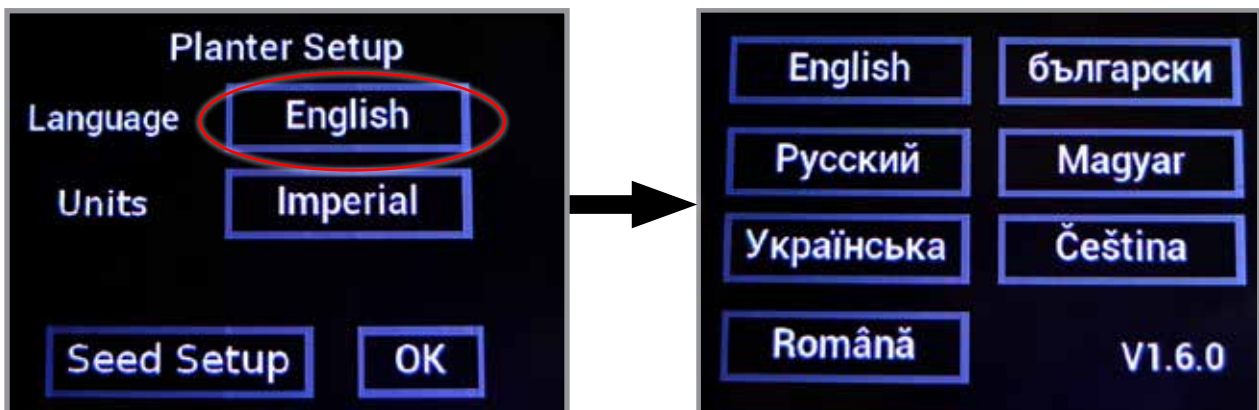 Planter Setup
Language English
Units Imperial
Seed Setup OK
English български
Русский Magyar
Українська Čeština
Română V1.6.0